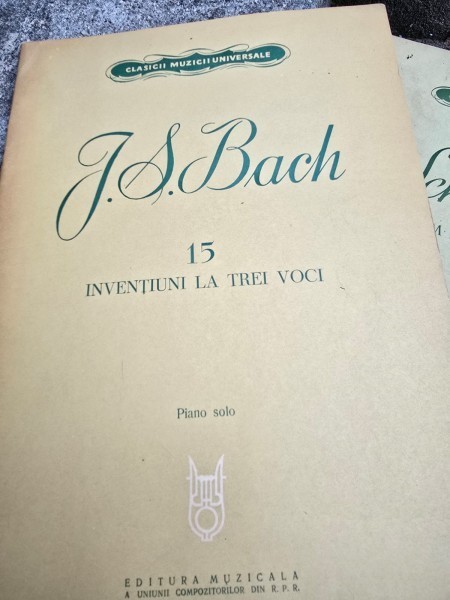 CLASICII MUZICII UNIVERSALE
J. S. Bach
15
INVENȚIUNI LA TREI VOCI
Piano solo
EDITURA MUZICALA
A UNIUNII COMPOZITORILOR DIN R. P. R.